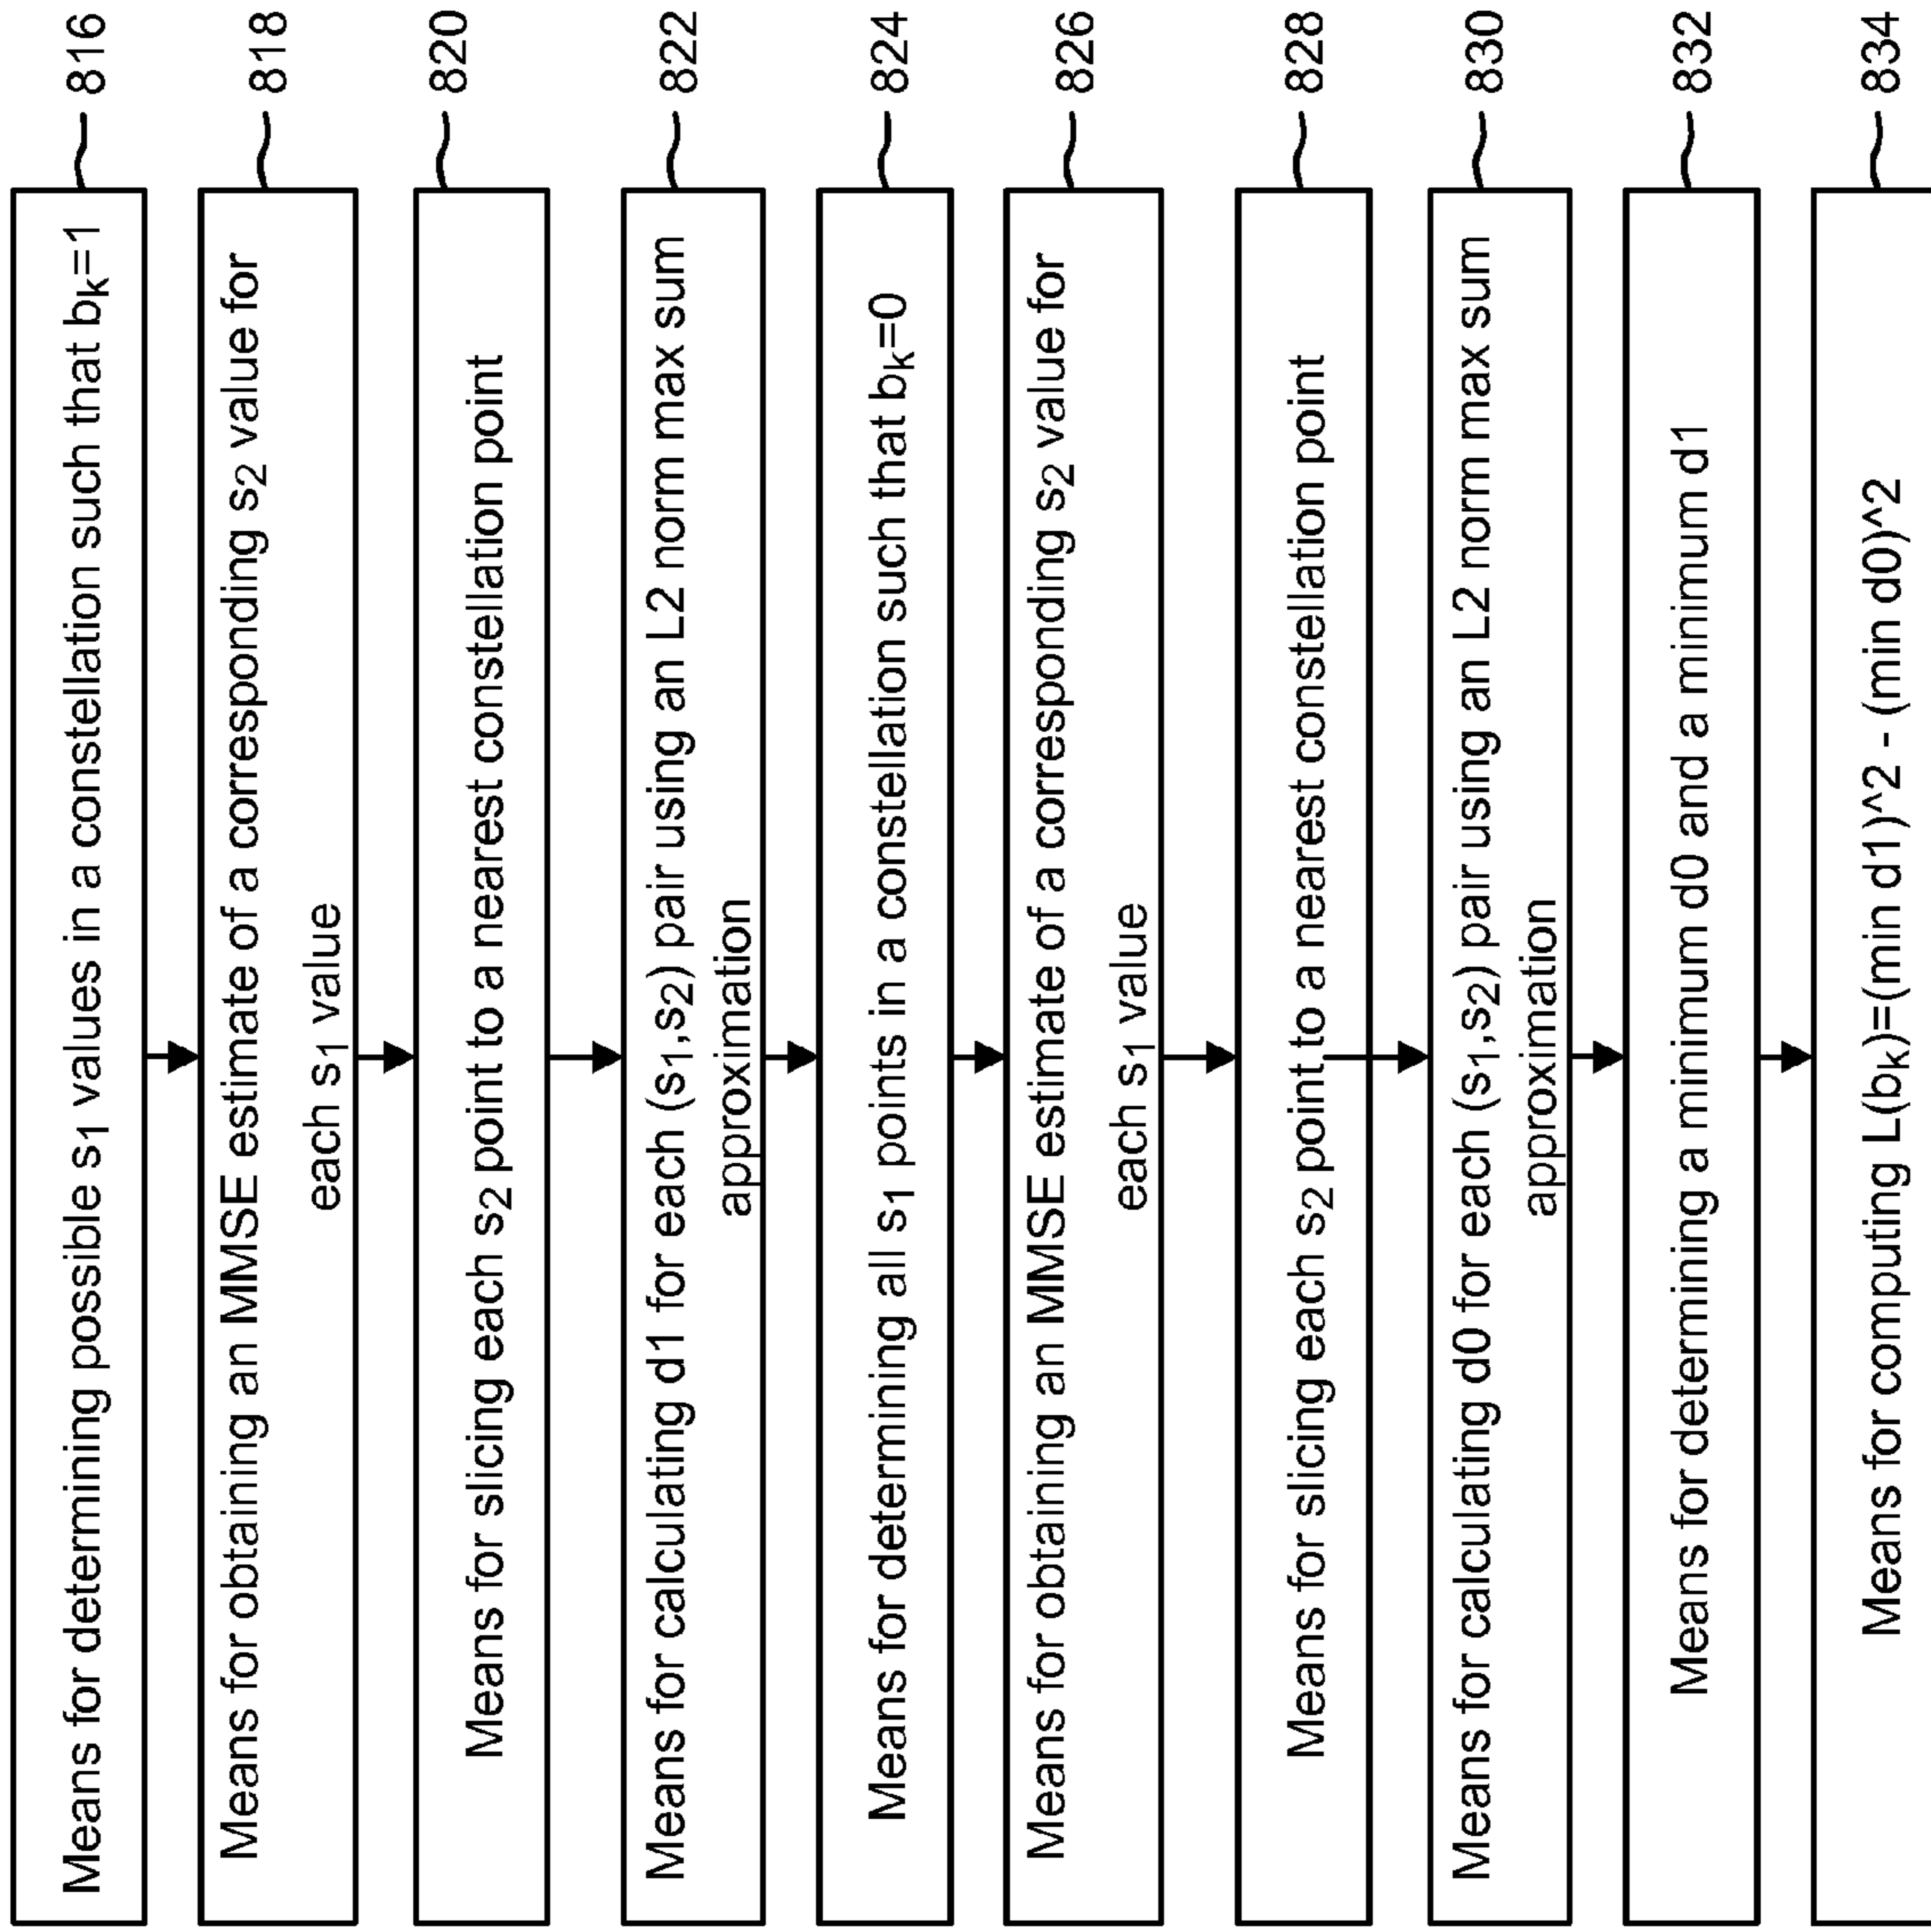 Means for determining possible s₁ values in a constellation such that bₖ=1
816
Means for obtaining an MMSE estimate of a corresponding s₂ value for
each s₁ value
818
Means for slicing each s₂ point to a nearest constellation point
820
Means for calculating d1 for each (s₁,s₂) pair using an L2 norm max sum
approximation
822
Means for determining all s₁ points in a constellation such that bₖ=0
824
Means for obtaining an MMSE estimate of a corresponding s₂ value for
each s₁ value
826
Means for slicing each s₂ point to a nearest constellation point
828
Means for calculating d0 for each (s₁,s₂) pair using an L2 norm max sum
approximation
830
Means for determining a minimum d0 and a minimum d1
832
Means for computing L(bₖ)=(min d1)^2 - (min d0)^2
834